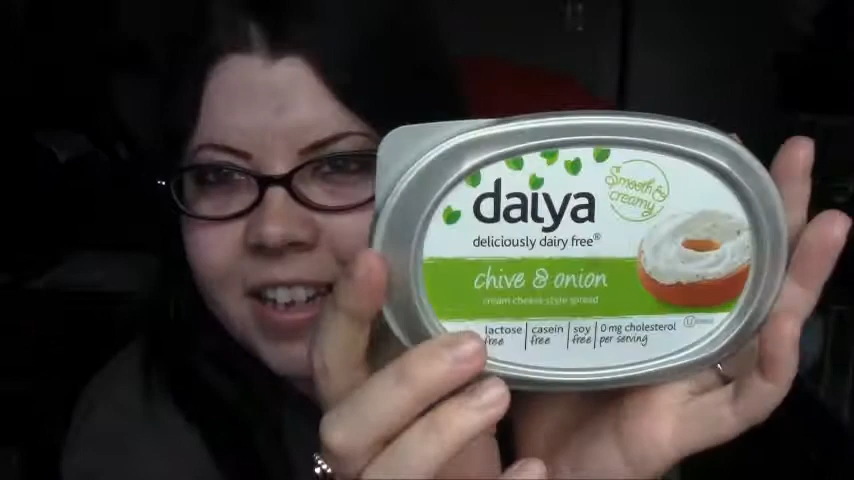 Smooth &
creamy
daiya
deliciously dairy free®
chive & onion
cream cheese style spread
lactose free
casein free
soy free
0 mg cholesterol per serving